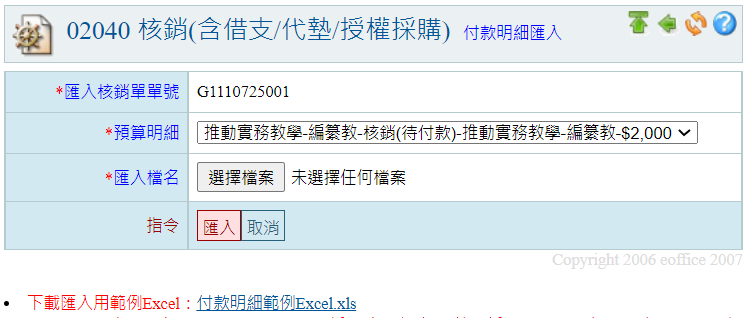 02040 核銷(含借支/代墊/授權採購) 付款明細匯入
*匯入核銷單單號 G1110725001
*預算明細 推動實務教學-編纂教-核銷(待付款)-推動實務教學-編纂教-$2,000
*匯入檔名 選擇檔案 未選擇任何檔案
指令 匯入 取消
Copyright 2006 eoffice 2007
• 下載匯入用範例Excel：付款明細範例Excel.xls